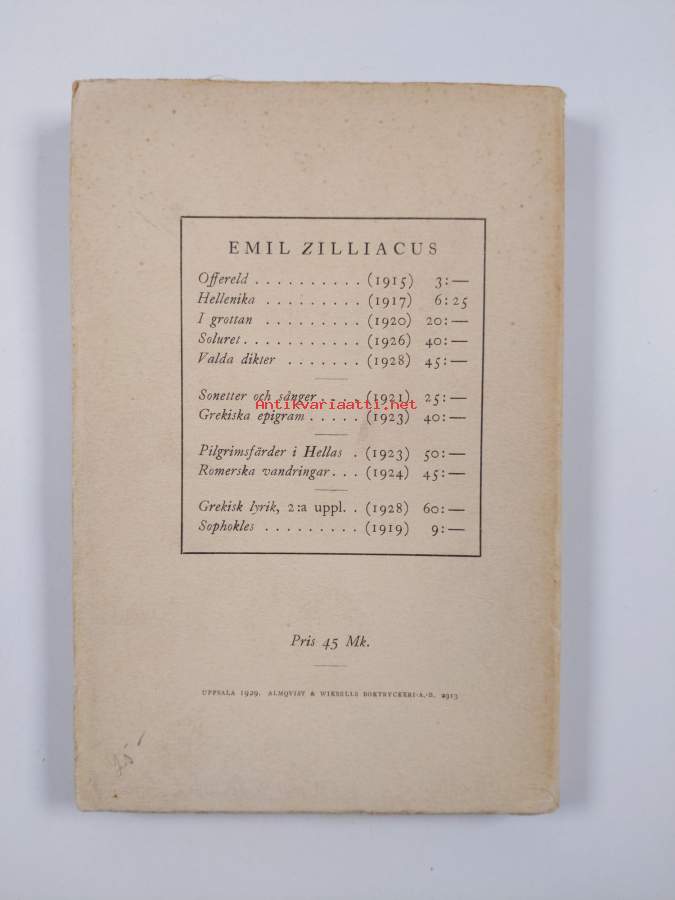 EMIL ZILLIACUS
Offereld . . . . . . . . . . (1915) 3:—
Hellenika . . . . . . . . . (1917) 6:25
I grottan . . . . . . . . . (1920) 20:—
Soluret . . . . . . . . . . . (1926) 40:—
Valda dikter . . . . . . . (1928) 45:—
Sonetter och sånger . . . . (1921) 25:—
Antikvariaatti.net
Grekiska epigram . . . . . (1923) 40:—
Pilgrimsfärder i Hellas . (1923) 50:—
Romerska vandringar . . . (1924) 45:—
Grekisk lyrik, 2:a uppl. . (1928) 60:—
Sophokles . . . . . . . . . (1919) 9:—
Pris 45 Mk.
UPPSALA 1929. ALMQVIST & WIKSELLS BOKTRYCKERI-A.-B. 2913